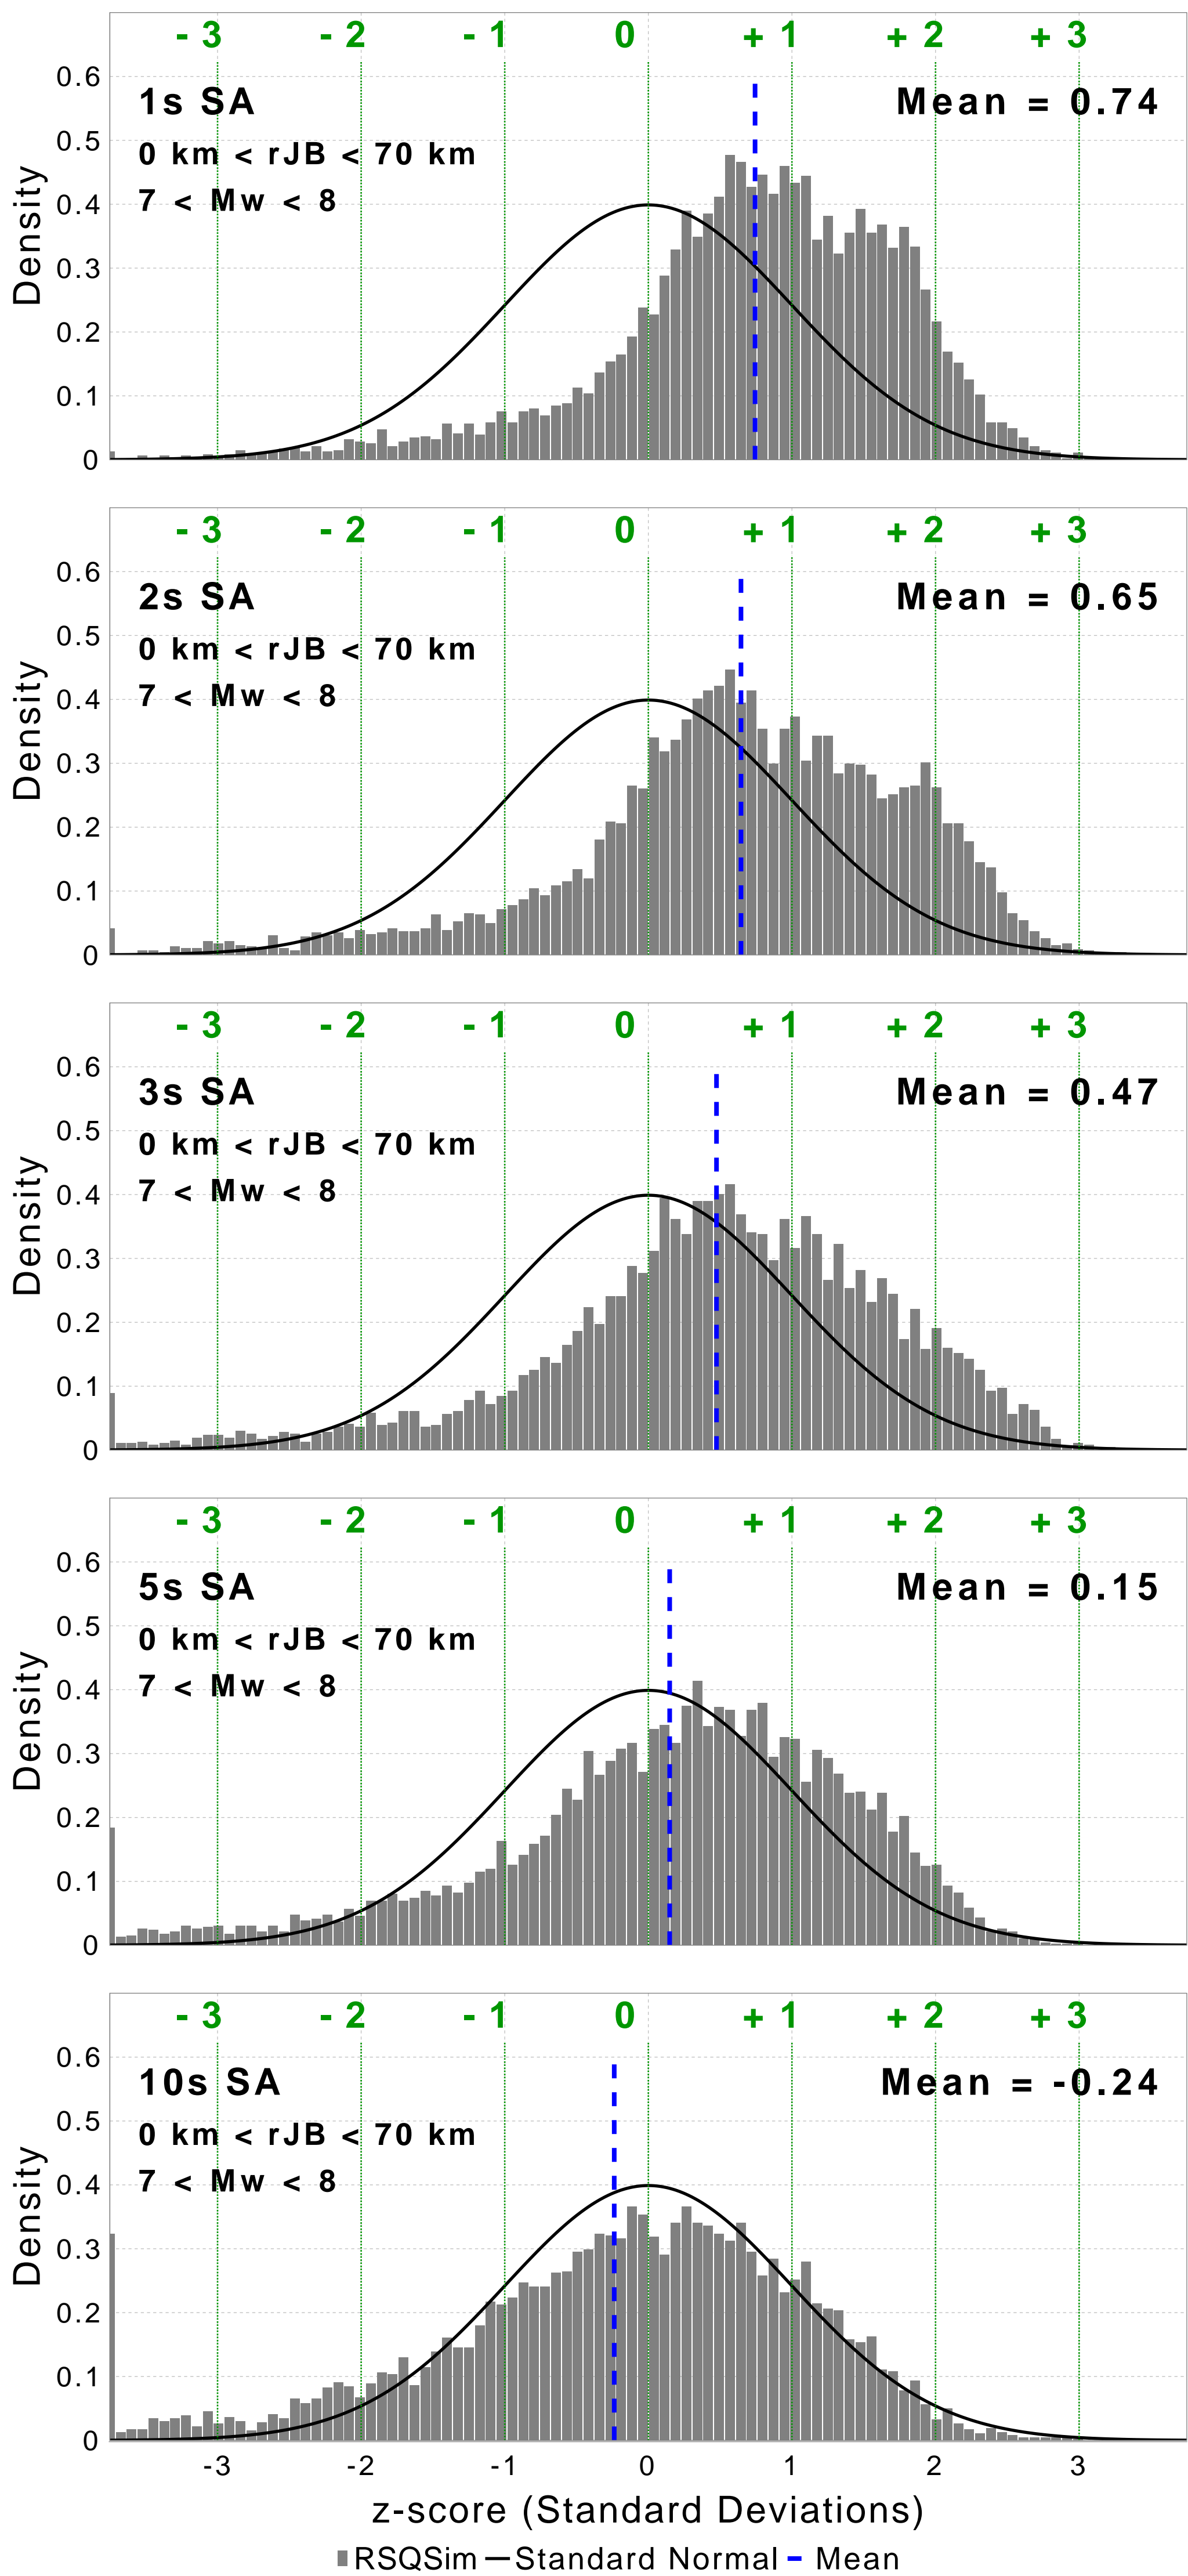 - 3 - 2 - 1 0 + 1 + 2 + 3
0.6
1s SA Mean = 0.74
0.5
0 km < rJB < 70 km
7 < Mw < 8
0.4
0.3
0.2
0.1
0
Density
- 3 - 2 - 1 0 + 1 + 2 + 3
0.6
2s SA Mean = 0.65
0.5
0 km < rJB < 70 km
7 < Mw < 8
0.4
0.3
0.2
0.1
0
Density
- 3 - 2 - 1 0 + 1 + 2 + 3
0.6
3s SA Mean = 0.47
0.5
0 km < rJB < 70 km
7 < Mw < 8
0.4
0.3
0.2
0.1
0
Density
- 3 - 2 - 1 0 + 1 + 2 + 3
0.6
5s SA Mean = 0.15
0.5
0 km < rJB < 70 km
7 < Mw < 8
0.4
0.3
0.2
0.1
0
Density
- 3 - 2 - 1 0 + 1 + 2 + 3
0.6
10s SA Mean = -0.24
0.5
0 km < rJB < 70 km
7 < Mw < 8
0.4
0.3
0.2
0.1
0
Density
-3 -2 -1 0 1 2 3
z-score (Standard Deviations)
RSQSim Standard Normal Mean